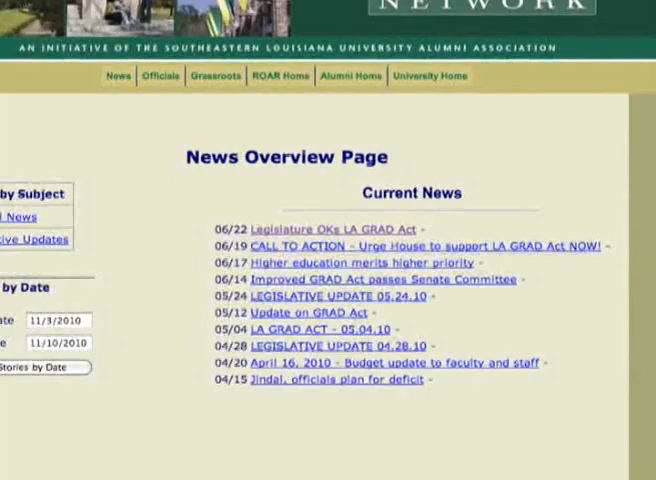 NETWORK
AN INITIATIVE OF THE SOUTHEASTERN LOUISIANA UNIVERSITY ALUMNI ASSOCIATION
News Officials Grassroots ROAR Home Alumni Home University Home
News Overview Page
by Subject
Current News
News
06/22 Legislature OKs LA GRAD Act -
Updates
06/19 CALL TO ACTION - Urge House to support LA GRAD Act NOW! -
06/17 Higher education merits higher priority -
06/14 Improved GRAD Act passes Senate Committee -
by Date
05/24 LEGISLATIVE UPDATE 05.24.10 -
05/12 Update on GRAD Act -
11/3/2010
05/04 LA GRAD ACT - 05.04.10 -
11/10/2010
04/28 LEGISLATIVE UPDATE 04.28.10 -
Stories by Date
04/20 April 16, 2010 - Budget update to faculty and staff -
04/15 Jindal, officials plan for deficit -